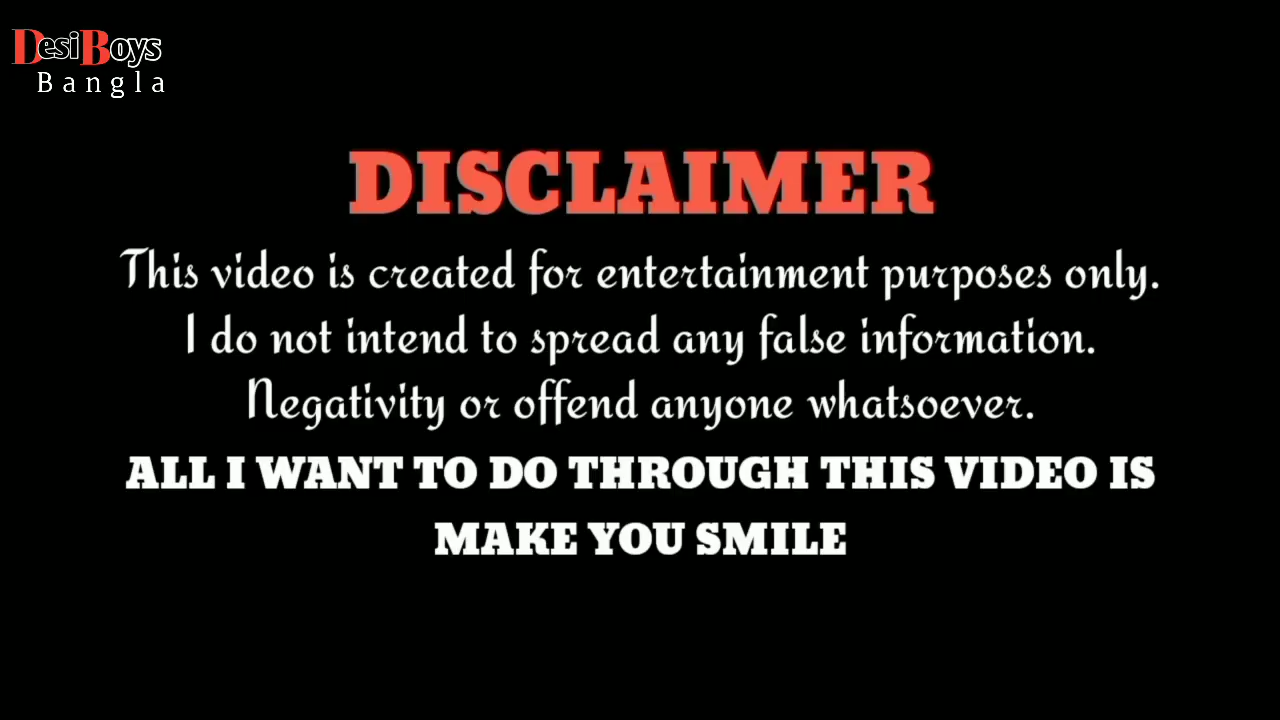 DesiBoys
Bangla
DISCLAIMER
This video is created for entertainment purposes only.
I do not intend to spread any false information.
Negativity or offend anyone whatsoever.
ALL I WANT TO DO THROUGH THIS VIDEO IS
MAKE YOU SMILE